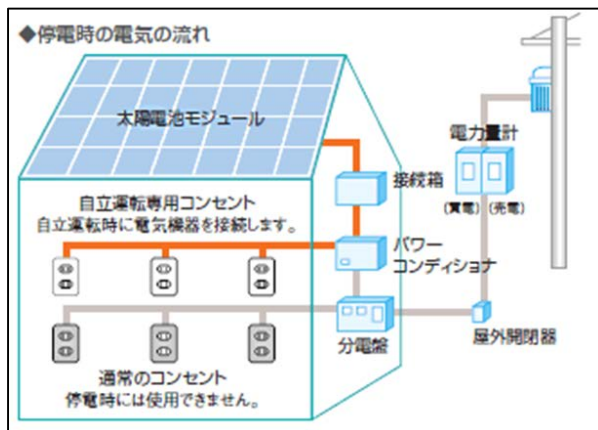 ◆停電時の電気の流れ
太陽電池モジュール
電力量計
接続箱
(買電) (売電)
自立運転専用コンセント
自立運転時に電気機器を接続します。
パワー
コンディショナ
分電盤
屋外開閉器
通常のコンセント
停電時には使用できません。